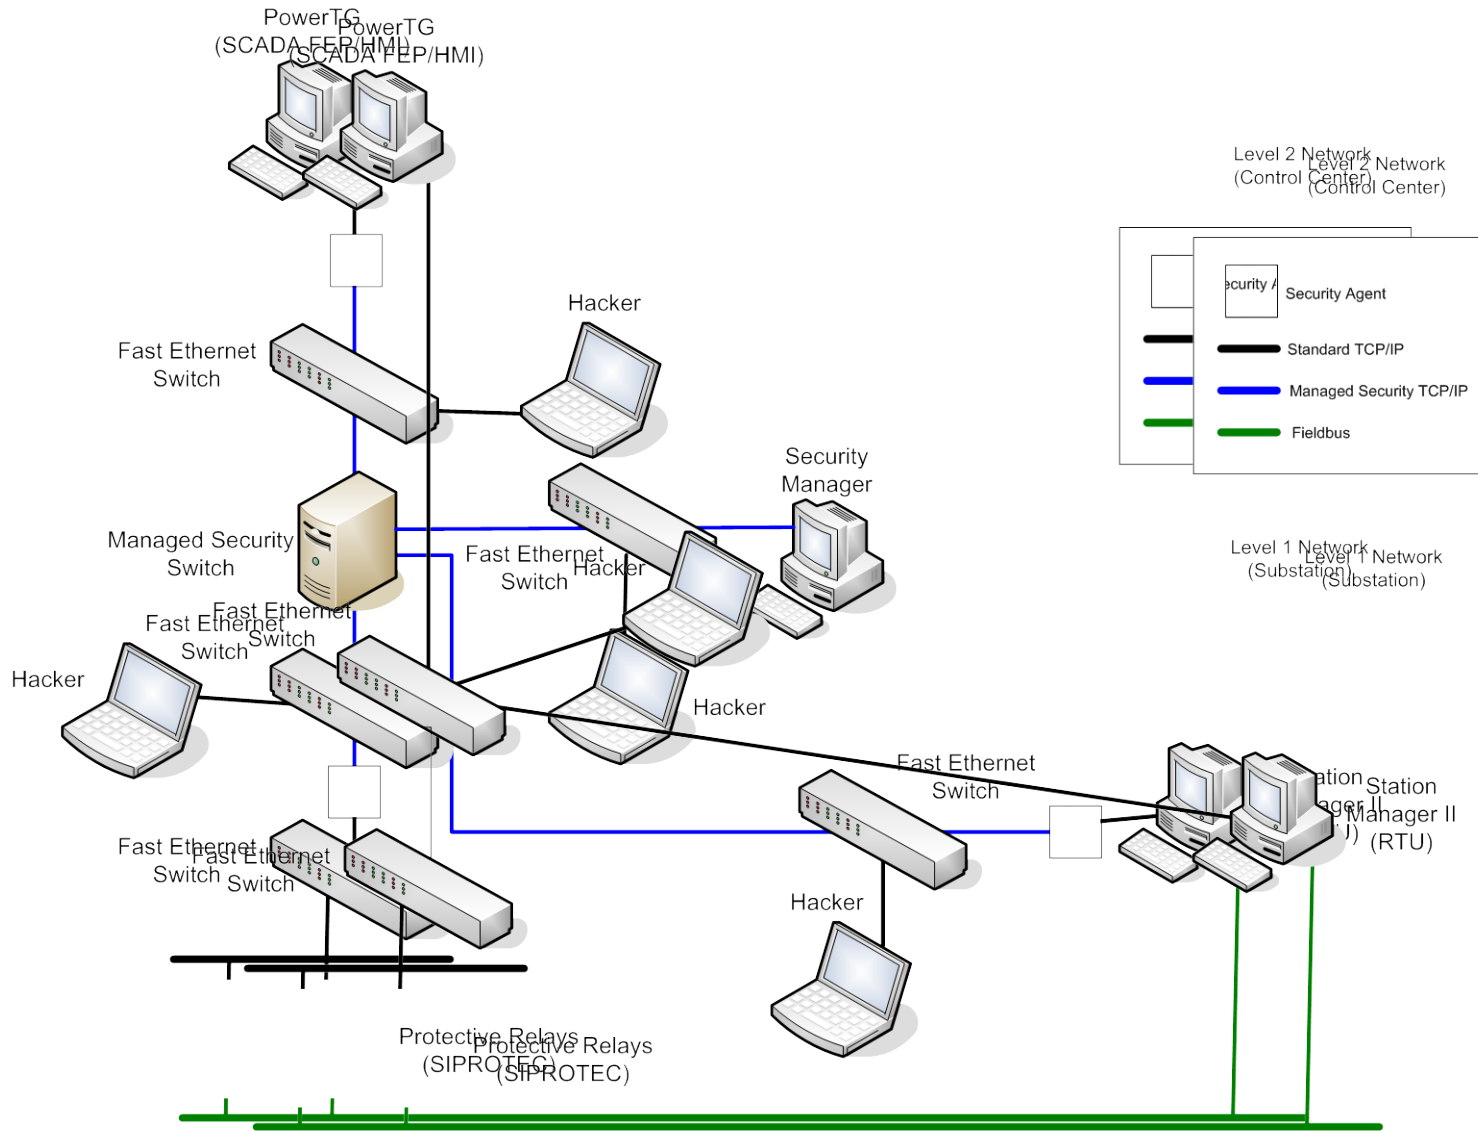 PowerTG
(SCADA FEP/HMI)
PowerTG
(SCADA FEP/HMI)
Level 2 Network
(Control Center)
Level 2 Network
(Control Center)
Security Agent
Standard TCP/IP
Managed Security TCP/IP
Fieldbus
Hacker
Fast Ethernet
Switch
Security
Manager
Managed Security
Switch
Fast Ethernet
Switch
Hacker
Level 1 Network
(Substation)
Level 1 Network
(Substation)
Fast Ethernet
Switch
Fast Ethernet
Switch
Hacker
Hacker
Fast Ethernet
Switch
Station
Manager II
(RTU)
Fast Ethernet
Switch
Fast Ethernet
Switch
Hacker
Protective Relays
(SIPROTEC)
Protective Relays
(SIPROTEC)